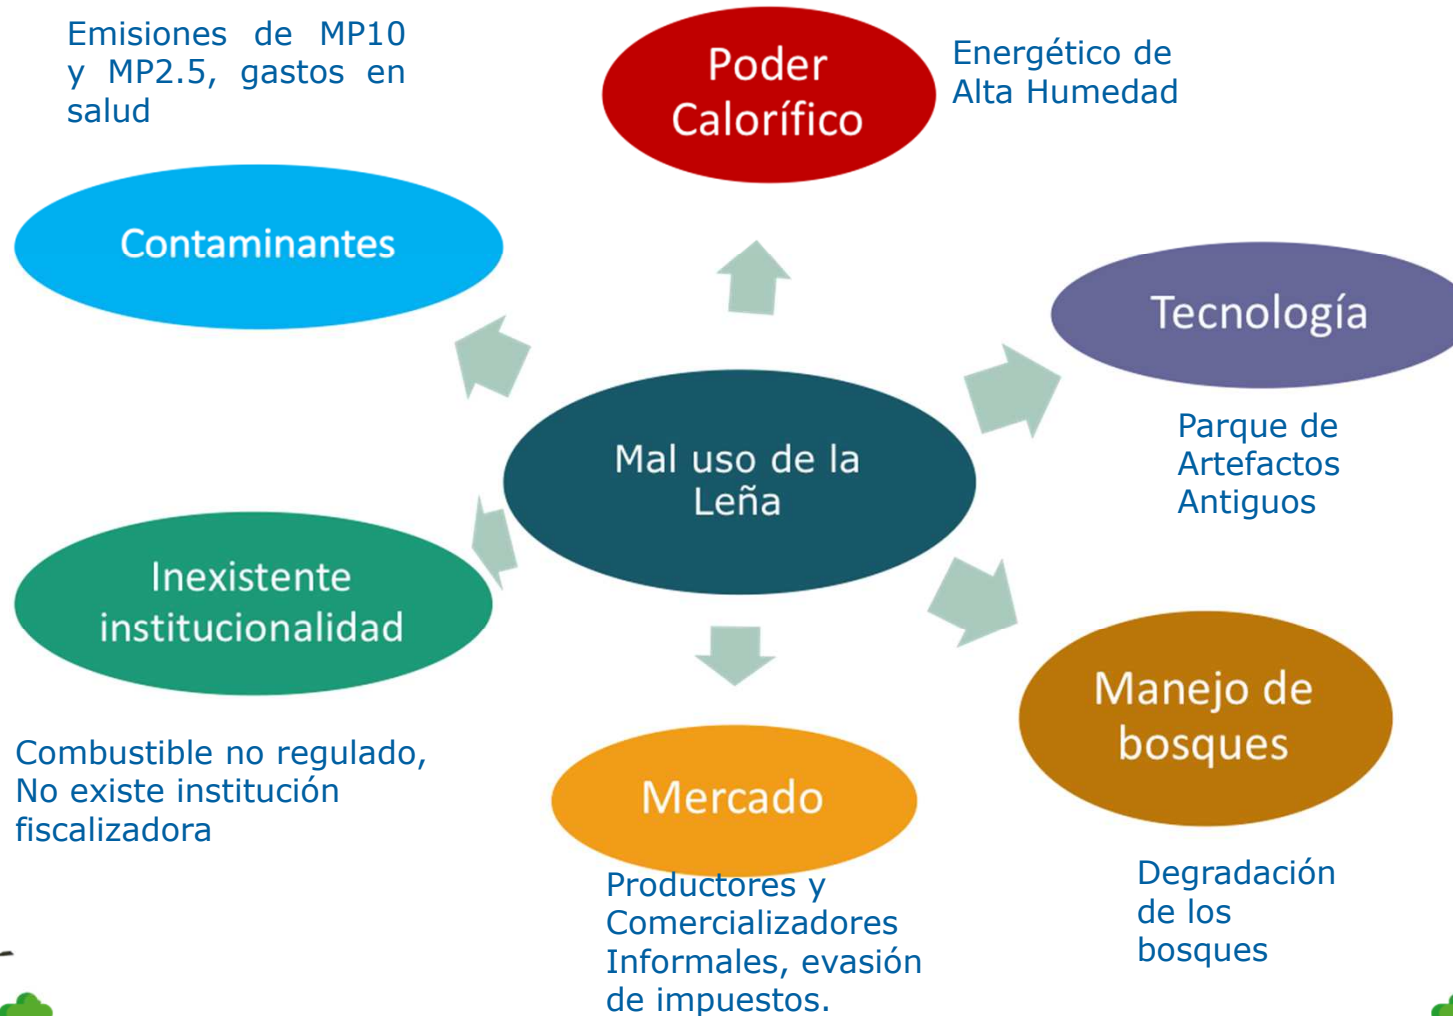 Emisiones de MP10
y MP2.5, gastos en
salud
Poder
Calorífico
Energético de
Alta Humedad
Contaminantes
Tecnología
Parque de
Artefactos
Antiguos
Mal uso de la
Leña
Inexistente
institucionalidad
Combustible no regulado,
No existe institución
fiscalizadora
Mercado
Productores y
Comercializadores
Informales, evasión
de impuestos.
Manejo de
bosques
Degradación
de los
bosques